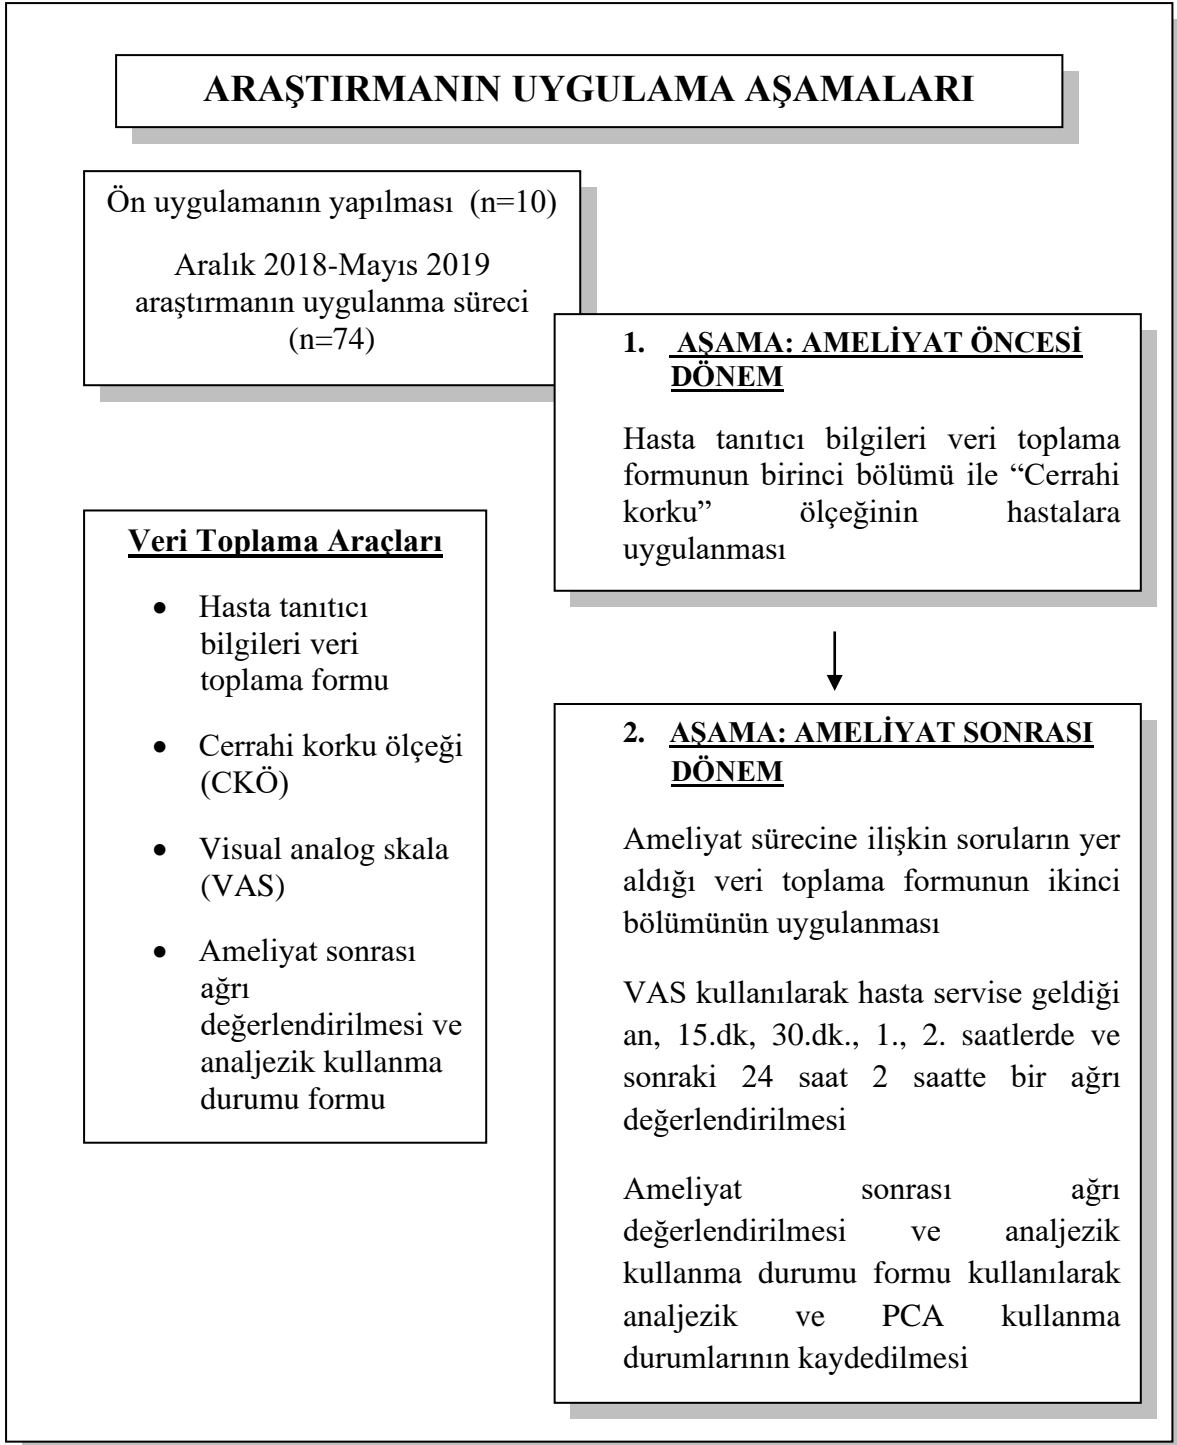 ARAŞTIRMANIN UYGULAMA AŞAMALARI
Ön uygulamanın yapılması (n=10)
Aralık 2018-Mayıs 2019
araştırmanın uygulanma süreci
(n=74)
1. AŞAMA: AMELİYAT ÖNCESİ
DÖNEM
Hasta tanıtıcı bilgileri veri toplama
formunun birinci bölümü ile “Cerrahi
korku” ölçeğinin hastalara
uygulanması
Veri Toplama Araçları
• Hasta tanıtıcı
bilgileri veri
toplama formu
• Cerrahi korku ölçeği
(CKÖ)
• Visual analog skala
(VAS)
• Ameliyat sonrası
ağrı
değerlendirilmesi ve
analjezik kullanma
durumu formu
2. AŞAMA: AMELİYAT SONRASI
DÖNEM
Ameliyat sürecine ilişkin soruların yer
aldığı veri toplama formunun ikinci
bölümünün uygulanması
VAS kullanılarak hasta servise geldiği
an, 15.dk, 30.dk., 1., 2. saatlerde ve
sonraki 24 saat 2 saatte bir ağrı
değerlendirilmesi
Ameliyat sonrası ağrı
değerlendirilmesi ve analjezik
kullanma durumu formu kullanılarak
analjezik ve PCA kullanma
durumlarının kaydedilmesi